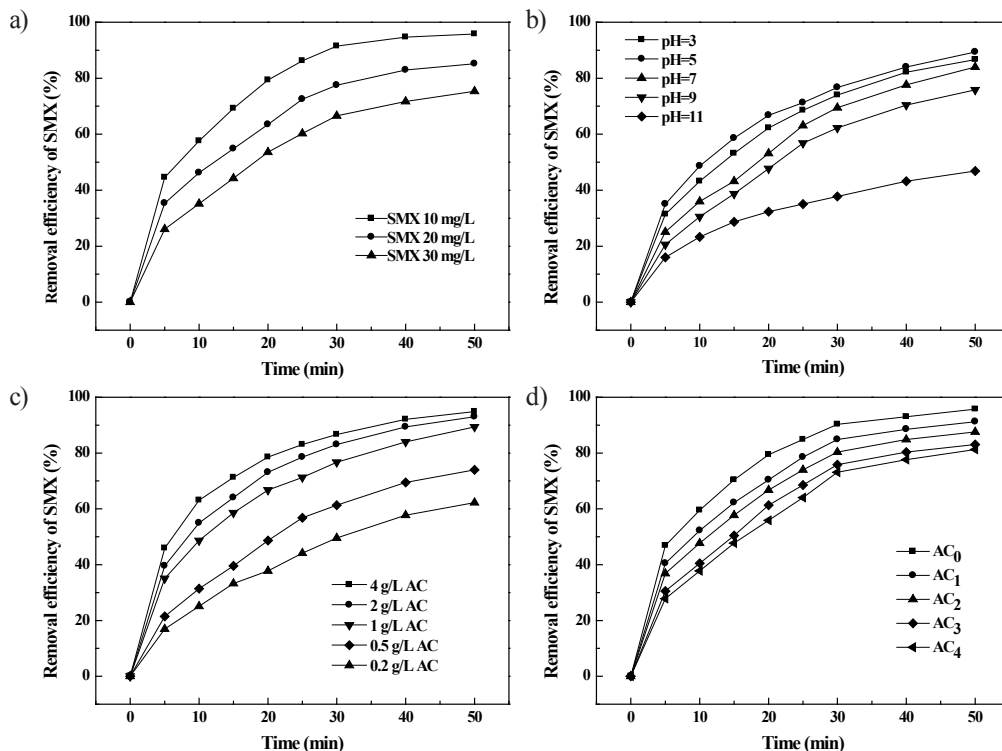 a)
Removal efficiency of SMX (%)
100
80
60
40
20
0
SMX 10 mg/L
SMX 20 mg/L
SMX 30 mg/L
0 10 20 30 40 50
Time (min)
b)
Removal efficiency of SMX (%)
100
80
60
40
20
0
pH=3
pH=5
pH=7
pH=9
pH=11
0 10 20 30 40 50
Time (min)
c)
Removal efficiency of SMX (%)
100
80
60
40
20
0
4 g/L AC
2 g/L AC
1 g/L AC
0.5 g/L AC
0.2 g/L AC
0 10 20 30 40 50
Time (min)
d)
Removal efficiency of SMX (%)
100
80
60
40
20
0
AC0
AC1
AC2
AC3
AC4
0 10 20 30 40 50
Time (min)